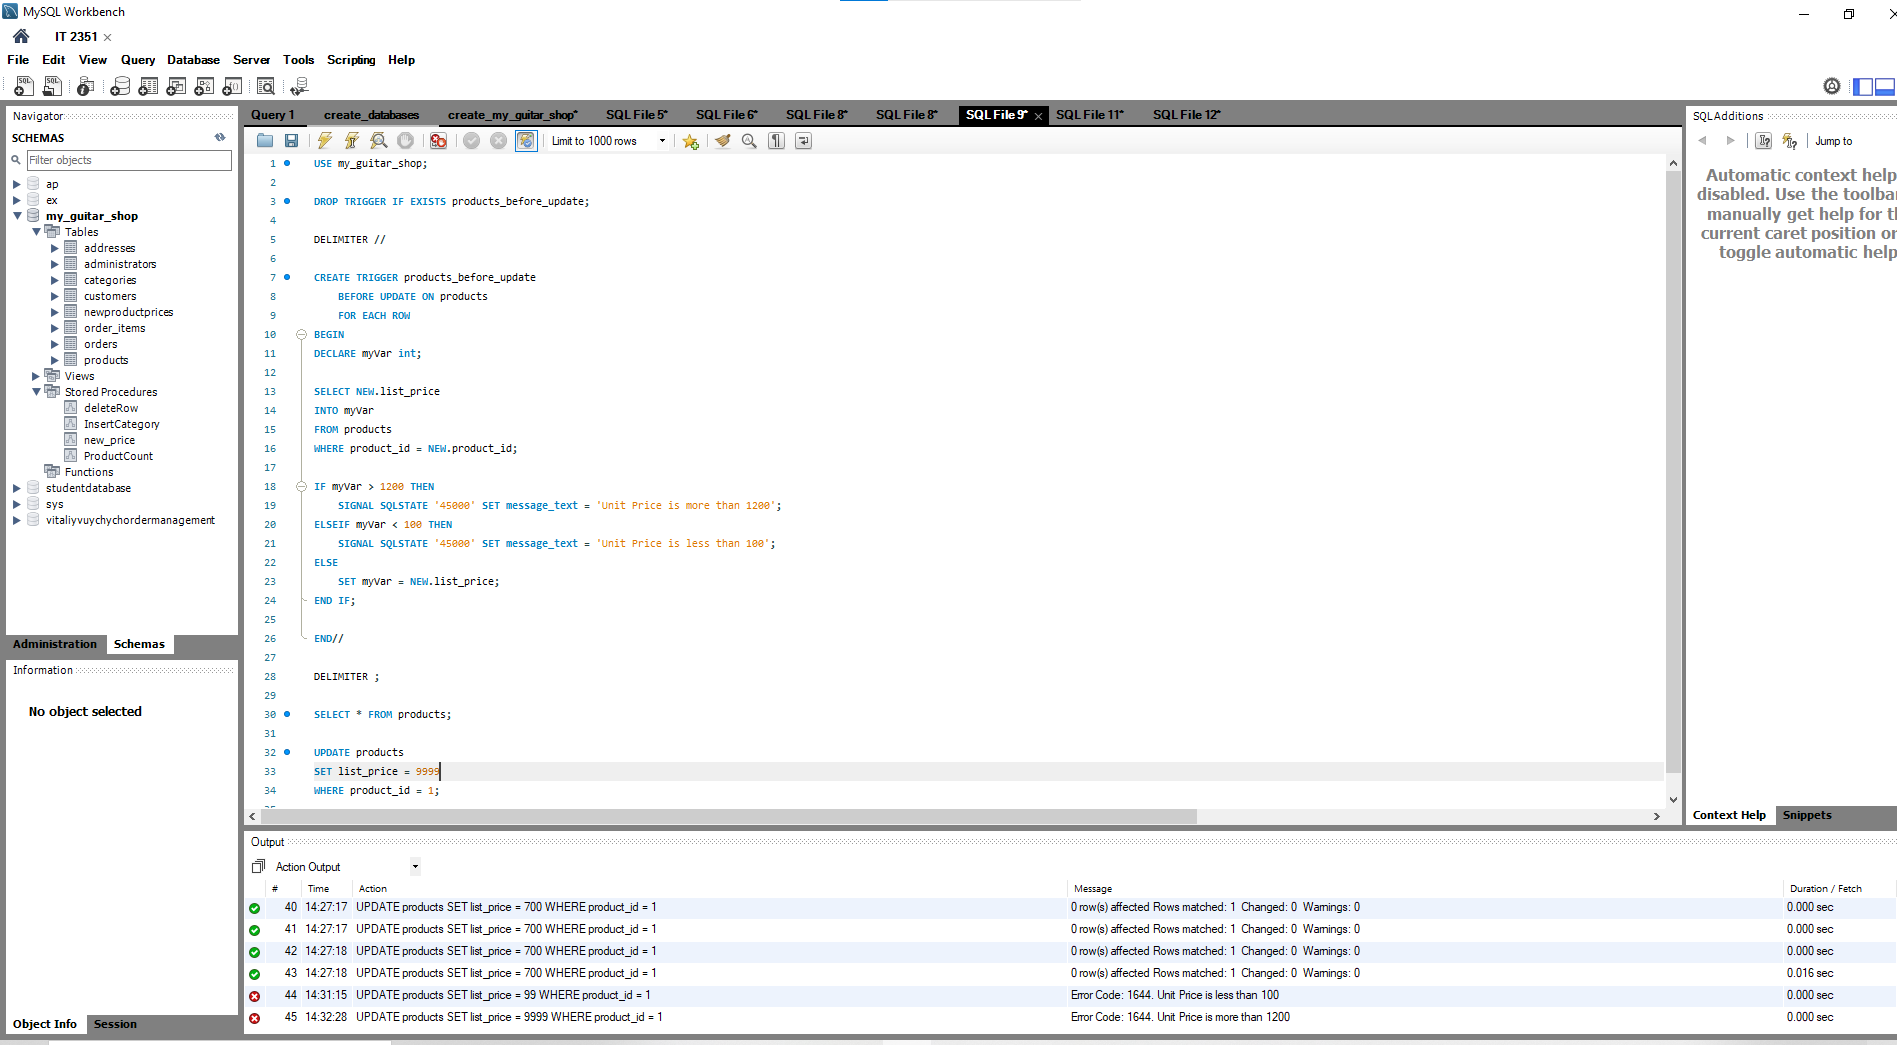 MySQL Workbench
IT 2351
File Edit View Query Database Server Tools Scripting Help
Navigator
SCHEMAS
Filter objects
ap
ex
my_guitar_shop
Tables
addresses
administrators
categories
customers
newproductprices
order_items
orders
products
Views
Stored Procedures
deleteRow
InsertCategory
new_price
ProductCount
Functions
studentdatabase
sys
vitaliyvuychychordermanagement
Administration Schemas
Information
No object selected
Object Info Session
Query 1 create_databases create_my_guitar_shop* SQL File 5* SQL File 6* SQL File 8* SQL File 8* SQL File 9* SQL File 11* SQL File 12*
Limit to 1000 rows
1 USE my_guitar_shop;
2
3 DROP TRIGGER IF EXISTS products_before_update;
4
5 DELIMITER //
6
7 CREATE TRIGGER products_before_update
8 BEFORE UPDATE ON products
9 FOR EACH ROW
10 BEGIN
11 DECLARE myVar int;
12
13 SELECT NEW.list_price
14 INTO myVar
15 FROM products
16 WHERE product_id = NEW.product_id;
17
18 IF myVar > 1200 THEN
19 SIGNAL SQLSTATE '45000' SET message_text = 'Unit Price is more than 1200';
20 ELSEIF myVar < 100 THEN
21 SIGNAL SQLSTATE '45000' SET message_text = 'Unit Price is less than 100';
22 ELSE
23 SET myVar = NEW.list_price;
24 END IF;
25
26 END//
27
28 DELIMITER ;
29
30 SELECT * FROM products;
31
32 UPDATE products
33 SET list_price = 9999
34 WHERE product_id = 1;
SQLAdditions
Jump to
Automatic context help
disabled. Use the toolba
manually get help for t
current caret position or
toggle automatic help
Context Help Snippets
Output
Action Output
# Time Action Message Duration / Fetch
40 14:27:17 UPDATE products SET list_price = 700 WHERE product_id = 1 0 row(s) affected Rows matched: 1 Changed: 0 Warnings: 0 0.000 sec
41 14:27:17 UPDATE products SET list_price = 700 WHERE product_id = 1 0 row(s) affected Rows matched: 1 Changed: 0 Warnings: 0 0.000 sec
42 14:27:18 UPDATE products SET list_price = 700 WHERE product_id = 1 0 row(s) affected Rows matched: 1 Changed: 0 Warnings: 0 0.000 sec
43 14:27:18 UPDATE products SET list_price = 700 WHERE product_id = 1 0 row(s) affected Rows matched: 1 Changed: 0 Warnings: 0 0.016 sec
44 14:31:15 UPDATE products SET list_price = 99 WHERE product_id = 1 Error Code: 1644. Unit Price is less than 100 0.000 sec
45 14:32:28 UPDATE products SET list_price = 9999 WHERE product_id = 1 Error Code: 1644. Unit Price is more than 1200 0.000 sec